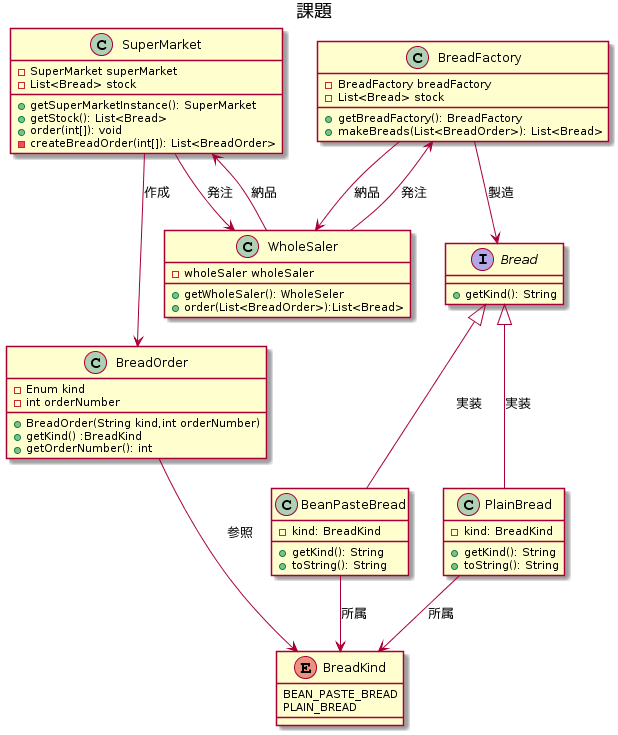 課題
C SuperMarket
SuperMarket superMarket
List<Bread> stock
getSuperMarketInstance(): SuperMarket
getStock(): List<Bread>
order(int[]): void
createBreadOrder(int[]): List<BreadOrder>
C BreadFactory
BreadFactory breadFactory
List<Bread> stock
getBreadFactory(): BreadFactory
makeBreads(List<BreadOrder>): List<Bread>
作成
発注
納品
納品
発注
製造
C WholeSaler
wholeSaler wholeSaler
getWholeSaler(): WholeSeler
order(List<BreadOrder>):List<Bread>
I Bread
getKind(): String
C BreadOrder
Enum kind
int orderNumber
BreadOrder(String kind,int orderNumber)
getKind() :BreadKind
getOrderNumber(): int
実装
実装
参照
C BeanPasteBread
kind: BreadKind
getKind(): String
toString(): String
C PlainBread
kind: BreadKind
getKind(): String
toString(): String
所属
所属
E BreadKind
BEAN_PASTE_BREAD
PLAIN_BREAD